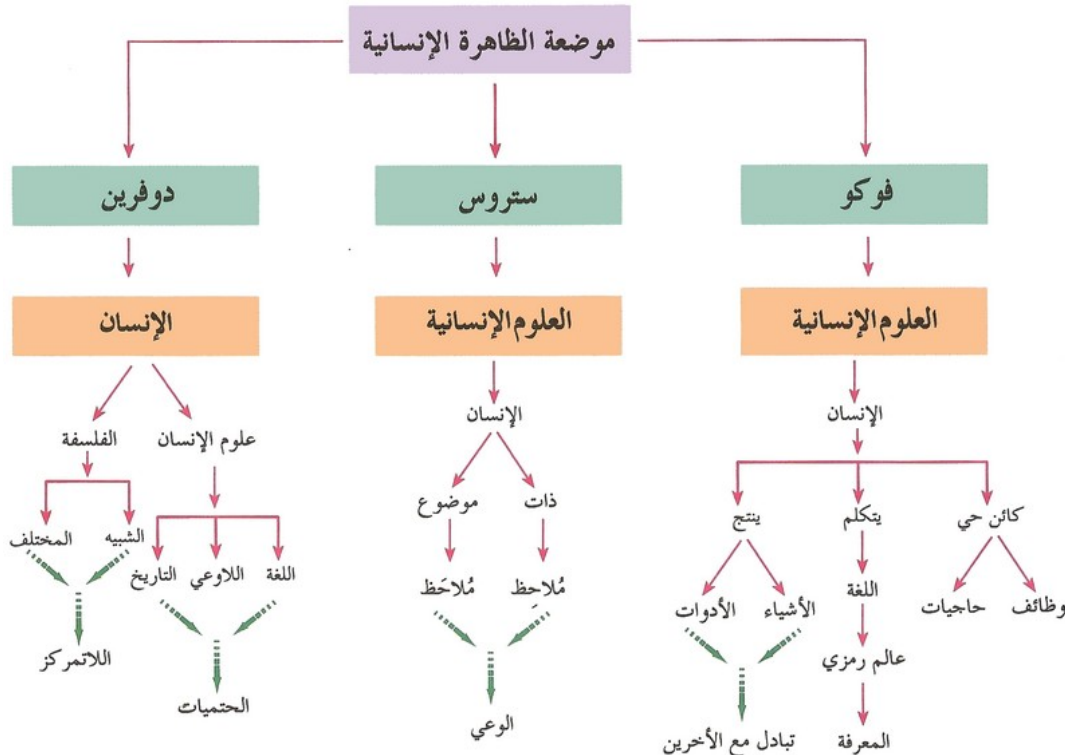 موضعة الظاهرة الإنسانية
فوكو
ستروس
دوفرين
العلوم الإنسانية
العلوم الإنسانية
الإنسان
الإنسان
كائن حي
يتكلم
ينتج
وظائف
حاجيات
اللغة
الأشياء
الأدوات
عالم رمزي
المعرفة
تبادل مع الأخرين
الإنسان
ذات
موضوع
مُلاحظ
مُلاحَظ
الوعي
علوم الإنسان
الفلسفة
اللغة
اللاوعي
التاريخ
الحتميات
الشبيه
المختلف
اللاتمركز